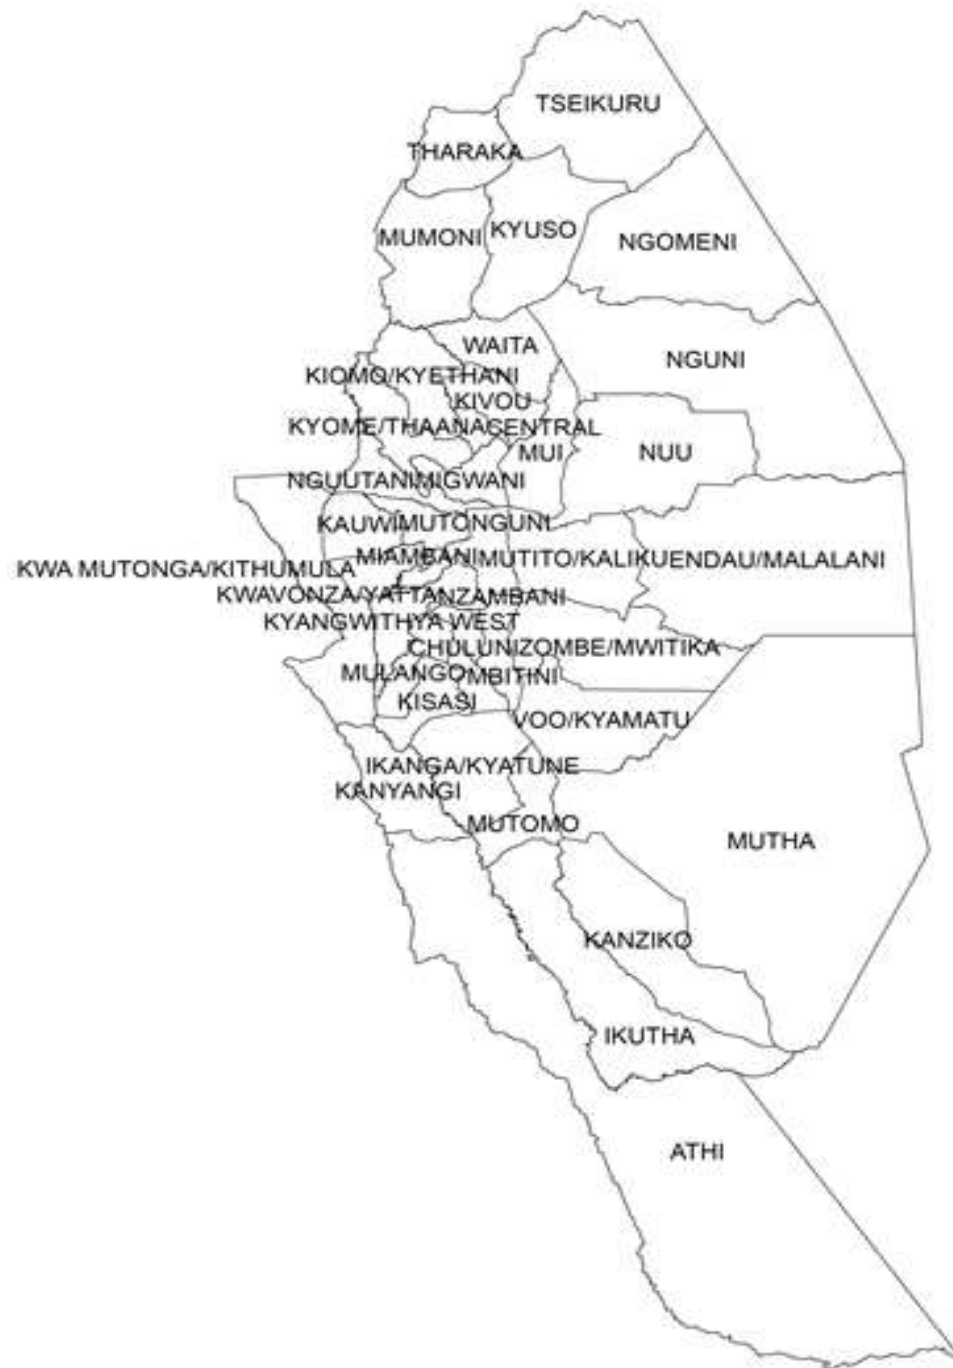 TSEIKURU
THARAKA
KYUSO
MUMONI
NGOMENI
WAITA
NGUNI
KIOMO/KYETHANI
KIVOU
KYOME/THAANA
CENTRAL
MUI
NUU
NGUUTANI
MIGWANI
KAUWI
MUTONGUNI
MIAMBANI
MUTITO/KALIKU
ENDAU/MALALANI
KWA MUTONGA/KITHUMULA
KWAVONZA/YATTA
NZAMBANI
KYANGWITHYA WEST
CHULUNI
ZOMBE/MWITIKA
MULANGO
MBITINI
KISASI
VOO/KYAMATU
IKANGA/KYATUNE
KANYANGI
MUTOMO
MUTHA
KANZIKO
IKUTHA
ATHI